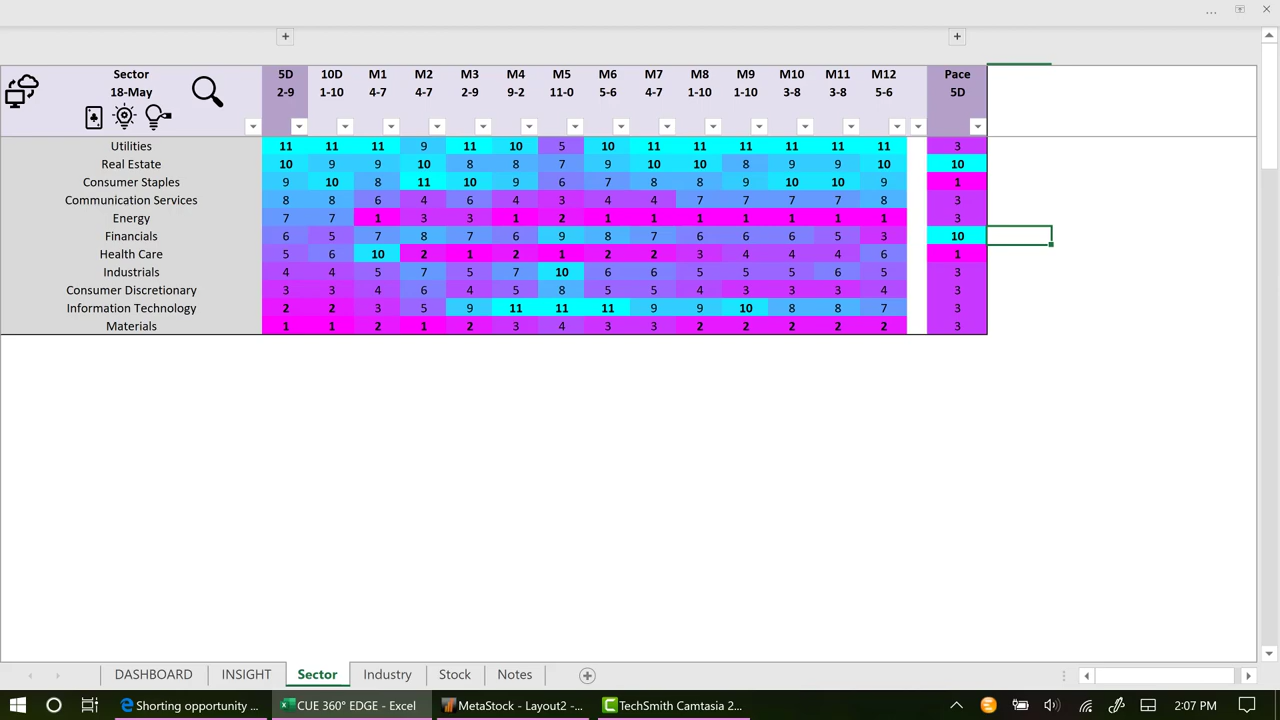 Sector 5D 10D M1 M2 M3 M4 M5 M6 M7 M8 M9 M10 M11 M12 Pace
18-May 2-9 1-10 4-7 4-7 2-9 9-2 11-0 5-6 4-7 1-10 1-10 3-8 3-8 5-6 5D
Utilities 11 11 11 9 11 10 5 10 11 11 11 11 11 11 3
Real Estate 10 9 9 10 8 8 7 9 10 10 8 9 9 10 10
Consumer Staples 9 10 8 11 10 9 6 7 8 8 9 10 10 9 1
Communication Services 8 8 6 4 6 4 3 4 4 7 7 7 7 8 3
Energy 7 7 1 3 3 1 2 1 1 1 1 1 1 1 3
Financials 6 5 7 8 7 6 9 8 7 6 6 6 5 3 10
Health Care 5 6 10 2 1 2 1 2 2 3 4 4 4 6 1
Industrials 4 4 5 7 5 7 10 6 6 5 5 5 6 5 3
Consumer Discretionary 3 3 4 6 4 5 8 5 5 4 3 3 3 4 3
Information Technology 2 2 3 5 9 11 11 11 9 9 10 8 8 7 3
Materials 1 1 2 1 2 3 4 3 3 2 2 2 2 2 3
DASHBOARD INSIGHT Sector Industry Stock Notes
Shorting opportunity ... CUE 360° EDGE - Excel MetaStock - Layout2 -... TechSmith Camtasia 2... 2:07 PM